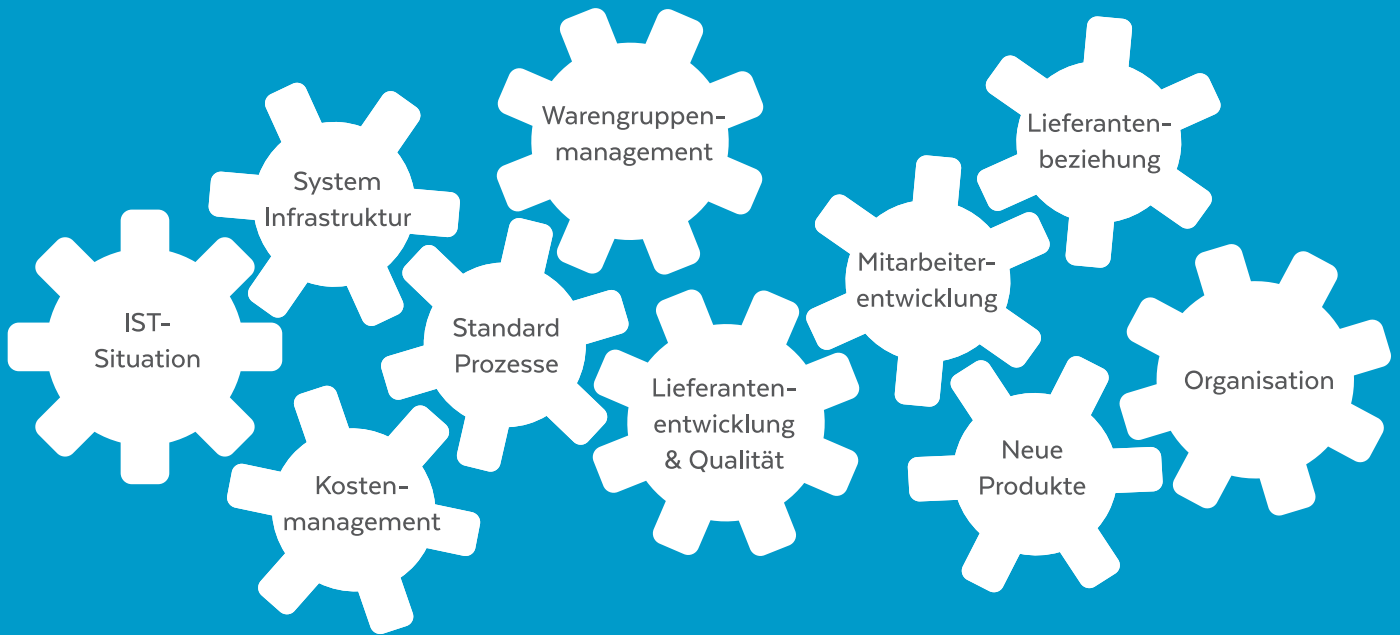 Warengruppen-
management
Lieferanten-
beziehung
System
Infrastruktur
Mitarbeiter-
entwicklung
IST-
Situation
Standard
Prozesse
Lieferanten-
entwicklung
& Qualität
Organisation
Neue
Produkte
Kosten-
management